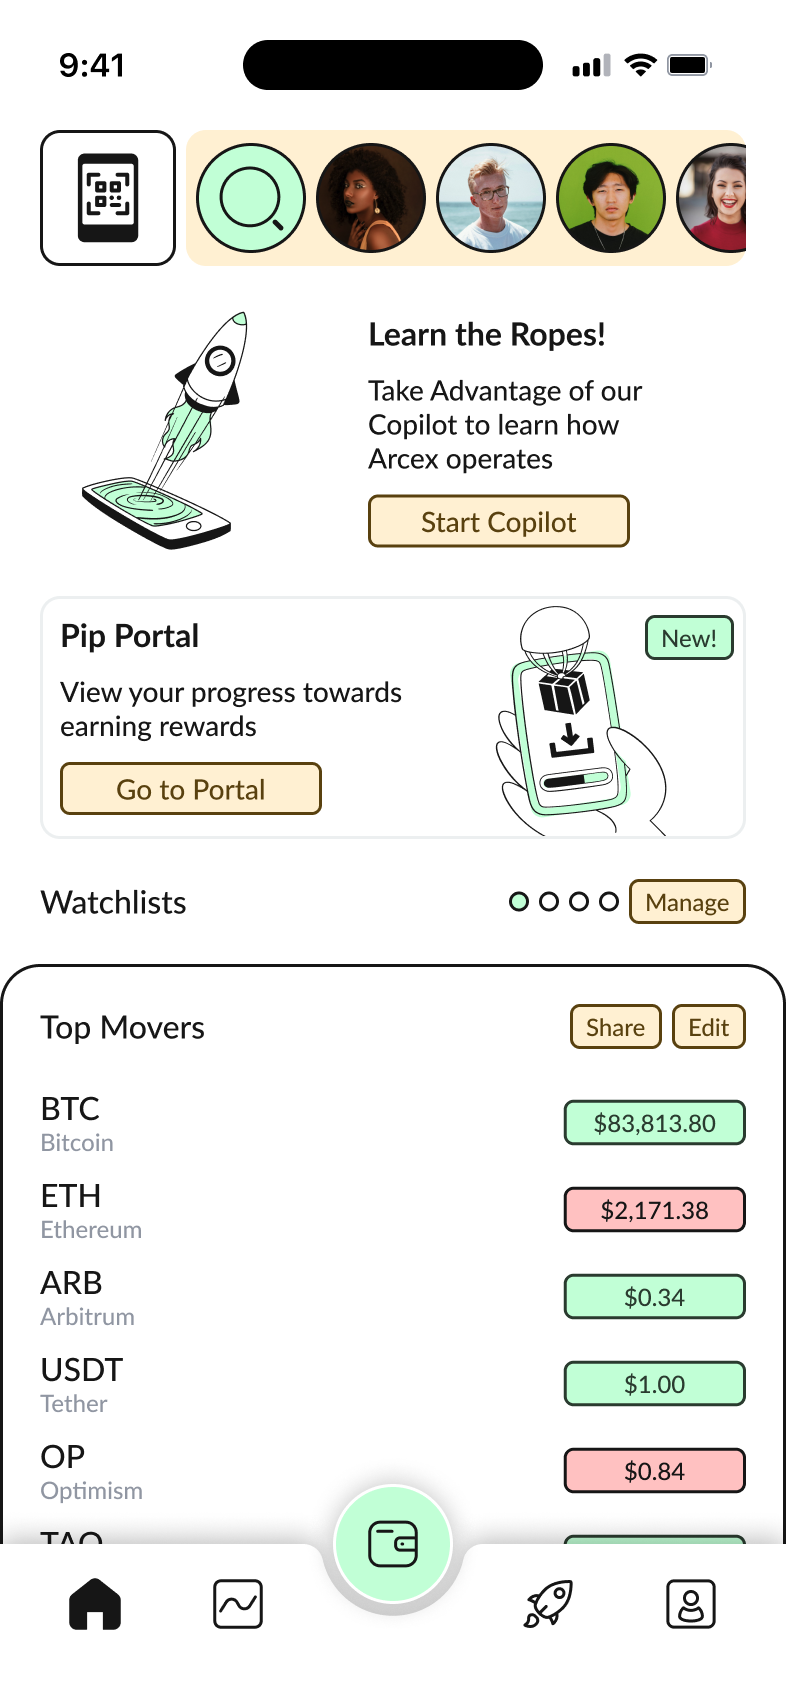 9:41
Learn the Ropes!
Take Advantage of our
Copilot to learn how
Arcex operates
Start Copilot
Pip Portal
New!
View your progress towards
earning rewards
Go to Portal
Watchlists
Manage
Top Movers
Share
Edit
BTC
$83,813.80
Bitcoin
ETH
$2,171.38
Ethereum
ARB
$0.34
Arbitrum
USDT
$1.00
Tether
OP
$0.84
Optimism
TAO